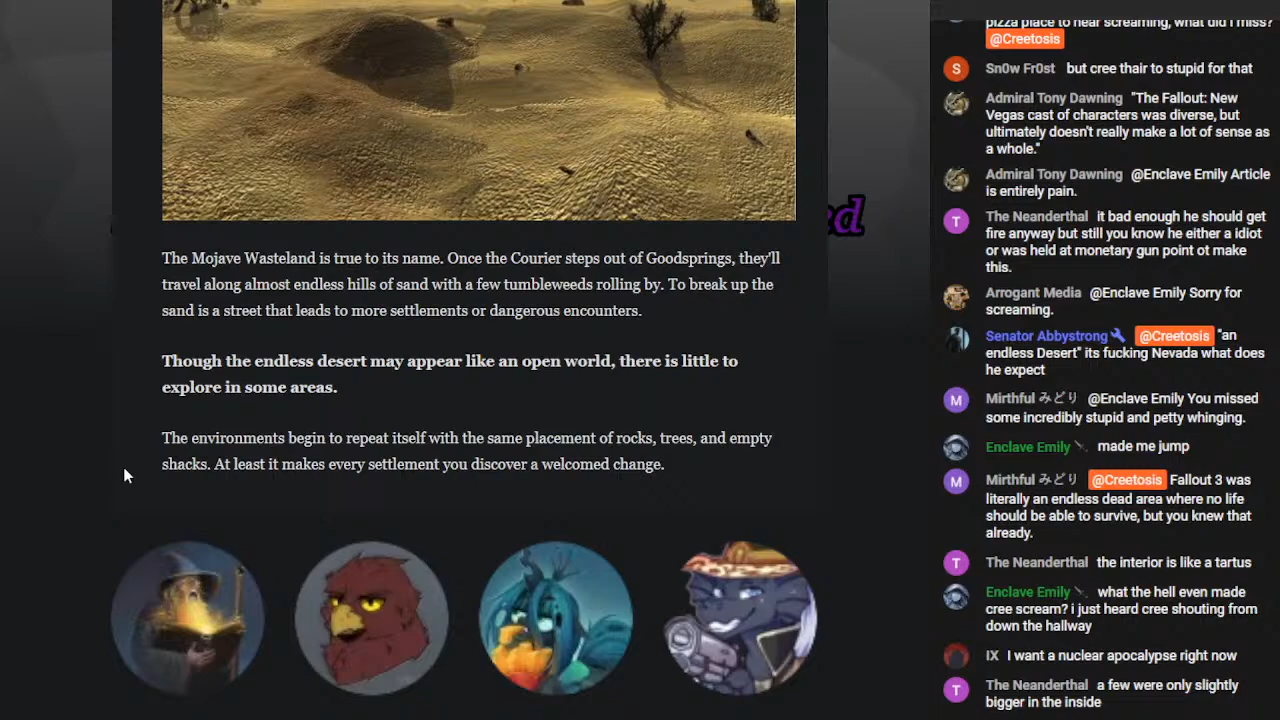 The Mojave Wasteland is true to its name. Once the Courier steps out of Goodsprings, they'll
travel along almost endless hills of sand with a few tumbleweeds rolling by. To break up the
sand is a street that leads to more settlements or dangerous encounters.
Though the endless desert may appear like an open world, there is little to
explore in some areas.
The environments begin to repeat itself with the same placement of rocks, trees, and empty
shacks. At least it makes every settlement you discover a welcomed change.
ed
pizza place to hear screaming, what did I miss?
@Creetosis
S Sn0w Fr0st but cree thair to stupid for that
Admiral Tony Dawning "The Fallout: New
Vegas cast of characters was diverse, but
ultimately doesn't really make a lot of sense as
a whole."
Admiral Tony Dawning @Enclave Emily Article
is entirely pain.
T The Neanderthal it bad enough he should get
fire anyway but still you know he either a idiot
or was held at monetary gun point ot make
this.
Arrogant Media @Enclave Emily Sorry for
screaming.
Senator Abbystrong @Creetosis "an
endless Desert" its fucking Nevada what does
he expect
M Mirthful みどり @Enclave Emily You missed
some incredibly stupid and petty whinging.
Enclave Emily made me jump
M Mirthful みどり @Creetosis Fallout 3 was
literally an endless dead area where no life
should be able to survive, but you knew that
already.
T The Neanderthal the interior is like a tartus
Enclave Emily what the hell even made
cree scream? i just heard cree shouting from
down the hallway
IX I want a nuclear apocalypse right now
T The Neanderthal a few were only slightly
bigger in the inside